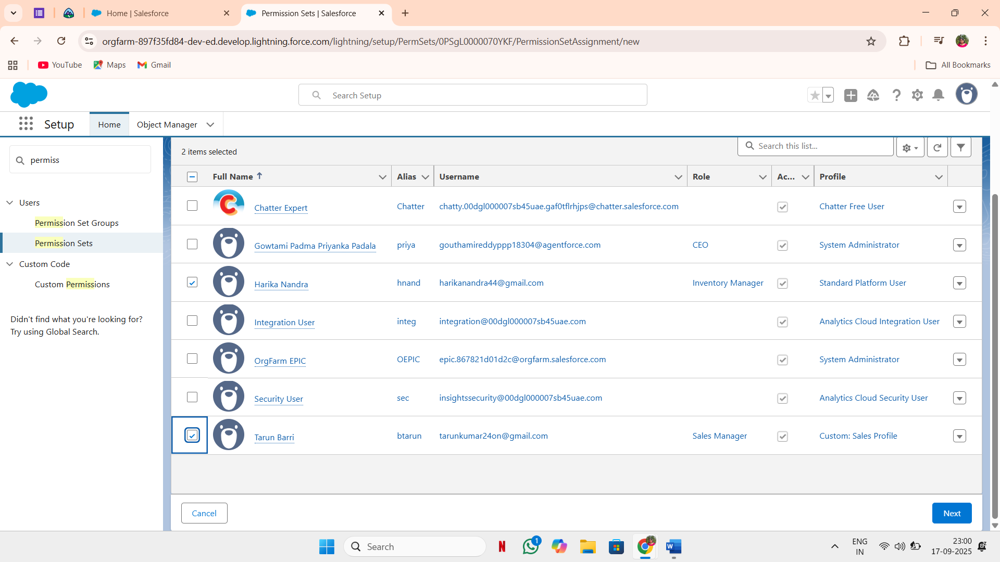 Home | Salesforce
Permission Sets | Salesforce
orgfarm-897f35fd84-dev-ed.develop.lightning.force.com/lightning/setup/PermSets/0PSgL0000070YKF/PermissionSetAssignment/new
YouTube
Maps
Gmail
All Bookmarks
Search Setup
Setup
Home
Object Manager
permiss
Users
Permission Set Groups
Permission Sets
Custom Code
Custom Permissions
Didn't find what you're looking for?
Try using Global Search.
2 items selected
Search this list...
Full Name Alias Username Role Ac... Profile
Chatter Expert Chatter chatty.00dgl000007sb45uae.gaf0tflrhjps@chatter.salesforce.com Chatter Free User
Gowtami Padma Priyanka Padala priya gouthamireddyppp18304@agentforce.com CEO System Administrator
Harika Nandra hnand harikanandra44@gmail.com Inventory Manager Standard Platform User
Integration User integ integration@00dgl000007sb45uae.com Analytics Cloud Integration User
OrgFarm EPIC OEPIC epic.867821d01d2c@orgfarm.salesforce.com System Administrator
Security User sec insightssecurity@00dgl000007sb45uae.com Analytics Cloud Security User
Tarun Barri btarun tarunkumar24on@gmail.com Sales Manager Custom: Sales Profile
Cancel
Next
Search
1
ENG
IN
23:00
17-09-2025